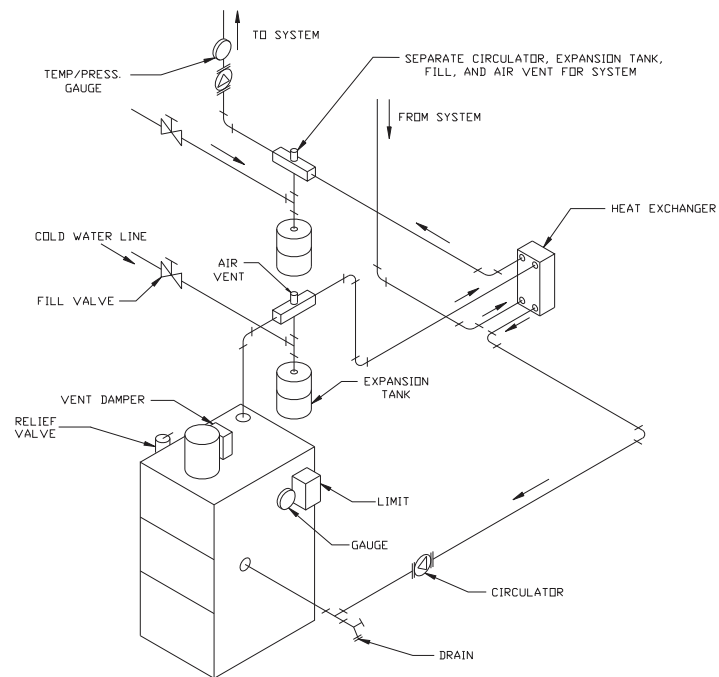 TO SYSTEM
SEPARATE CIRCULATOR, EXPANSION TANK,
FILL, AND AIR VENT FOR SYSTEM
TEMP/PRESS.
GAUGE
FROM SYSTEM
HEAT EXCHANGER
COLD WATER LINE
AIR
VENT
FILL VALVE
EXPANSION
TANK
VENT DAMPER
RELIEF
VALVE
LIMIT
GAUGE
CIRCULATOR
DRAIN